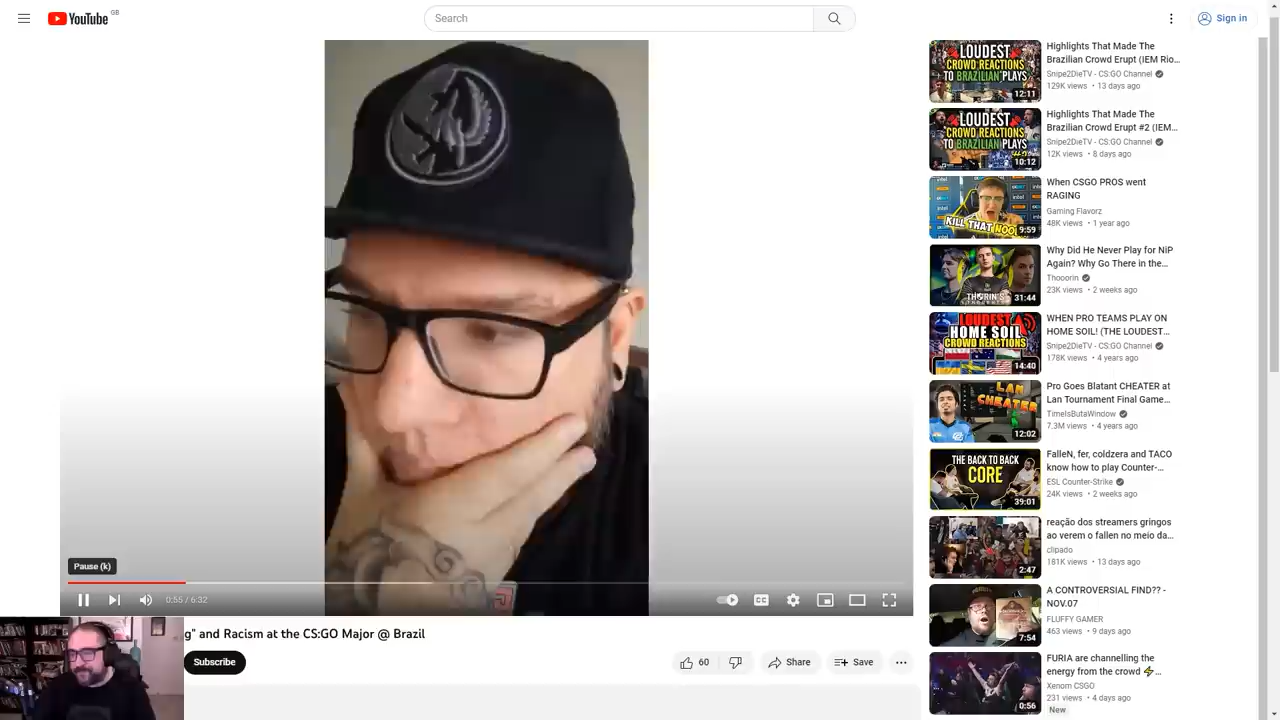 YouTube
GB
Search
Sign in
Pause (k)
0:55 / 6:32
g" and Racism at the CS:GO Major @ Brazil
Subscribe
60
Share
Save
LOUDEST
CROWD REACTIONS
TO BRAZILIAN PLAYS
12:11
Highlights That Made The
Brazilian Crowd Erupt (IEM Rio...
Snipe2DieTV - CS:GO Channel
129K views • 13 days ago
LOUDEST
CROWD REACTIONS
TO BRAZILIAN PLAYS
10:12
Highlights That Made The
Brazilian Crowd Erupt #2 (IEM...
Snipe2DieTV - CS:GO Channel
12K views • 8 days ago
KILL THAT NOO
9:59
When CSGO PROS went
RAGING
Gaming Flavorz
48K views • 1 year ago
THORIN'S
31:44
Why Did He Never Play for NiP
Again? Why Go There in the...
Thooorin
23K views • 2 weeks ago
LOUDEST
HOME SOIL
CROWD REACTIONS
14:40
WHEN PRO TEAMS PLAY ON
HOME SOIL! (THE LOUDEST...
Snipe2DieTV - CS:GO Channel
178K views • 4 years ago
LAN
CHEATER
12:02
Pro Goes Blatant CHEATER at
Lan Tournament Final Game...
TimeIsButaWindow
7.3M views • 4 years ago
THE BACK TO BACK
CORE
39:01
FalleN, fer, coldzera and TACO
know how to play Counter-...
ESL Counter-Strike
24K views • 2 weeks ago
2:47
reação dos streamers gringos
ao verem o fallen no meio da...
clipado
181K views • 13 days ago
7:54
A CONTROVERSIAL FIND?? -
NOV.07
FLUFFY GAMER
463 views • 9 days ago
0:56
FURIA are channelling the
energy from the crowd ⚡...
Xenom CSGO
231 views • 4 days ago
New